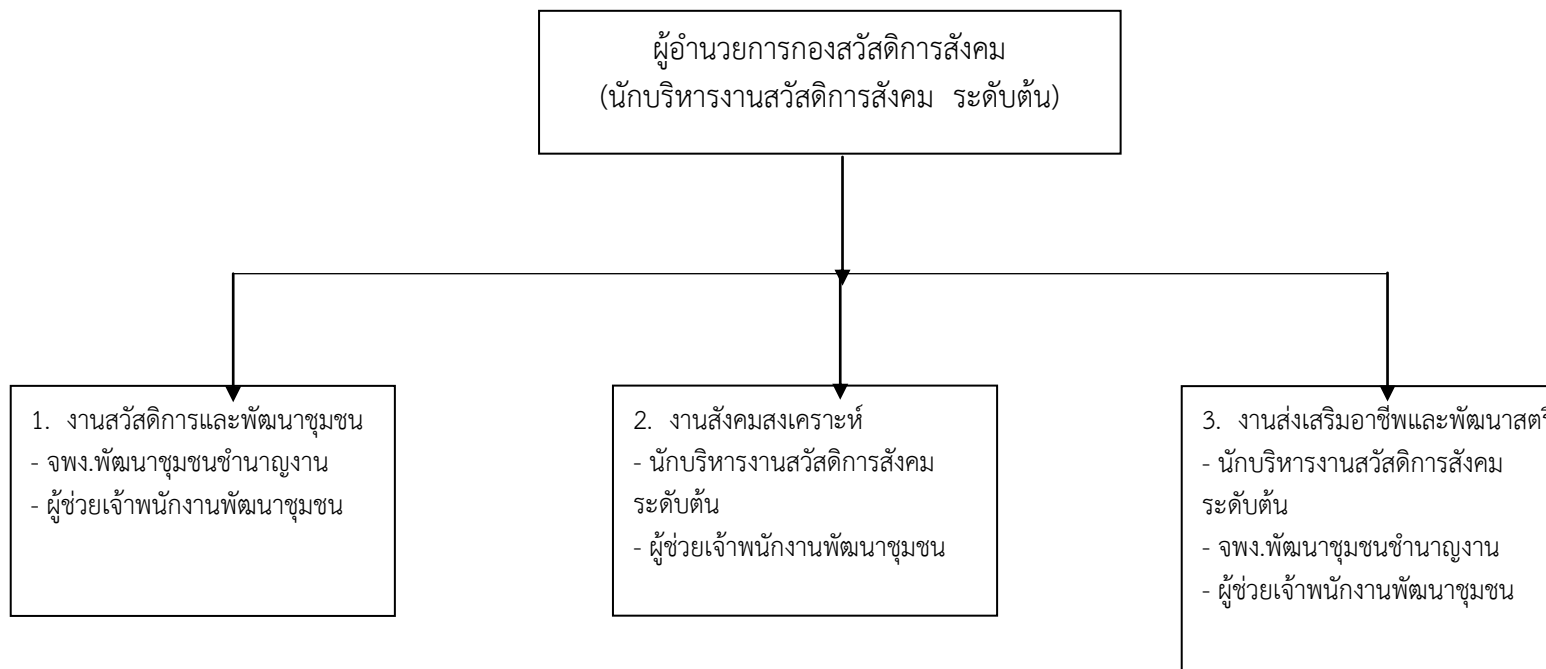 ผู้อำนวยการกองสวัสดิการสังคม
(นักบริหารงานสวัสดิการสังคม ระดับต้น)
1. งานสวัสดิการและพัฒนาชุมชน
- จพง.พัฒนาชุมชนชำนาญงาน
- ผู้ช่วยเจ้าพนักงานพัฒนาชุมชน
2. งานสังคมสงเคราะห์
- นักบริหารงานสวัสดิการสังคม
ระดับต้น
- ผู้ช่วยเจ้าพนักงานพัฒนาชุมชน
3. งานส่งเสริมอาชีพและพัฒนาสตรี
- นักบริหารงานสวัสดิการสังคม
ระดับต้น
- จพง.พัฒนาชุมชนชำนาญงาน
- ผู้ช่วยเจ้าพนักงานพัฒนาชุมชน